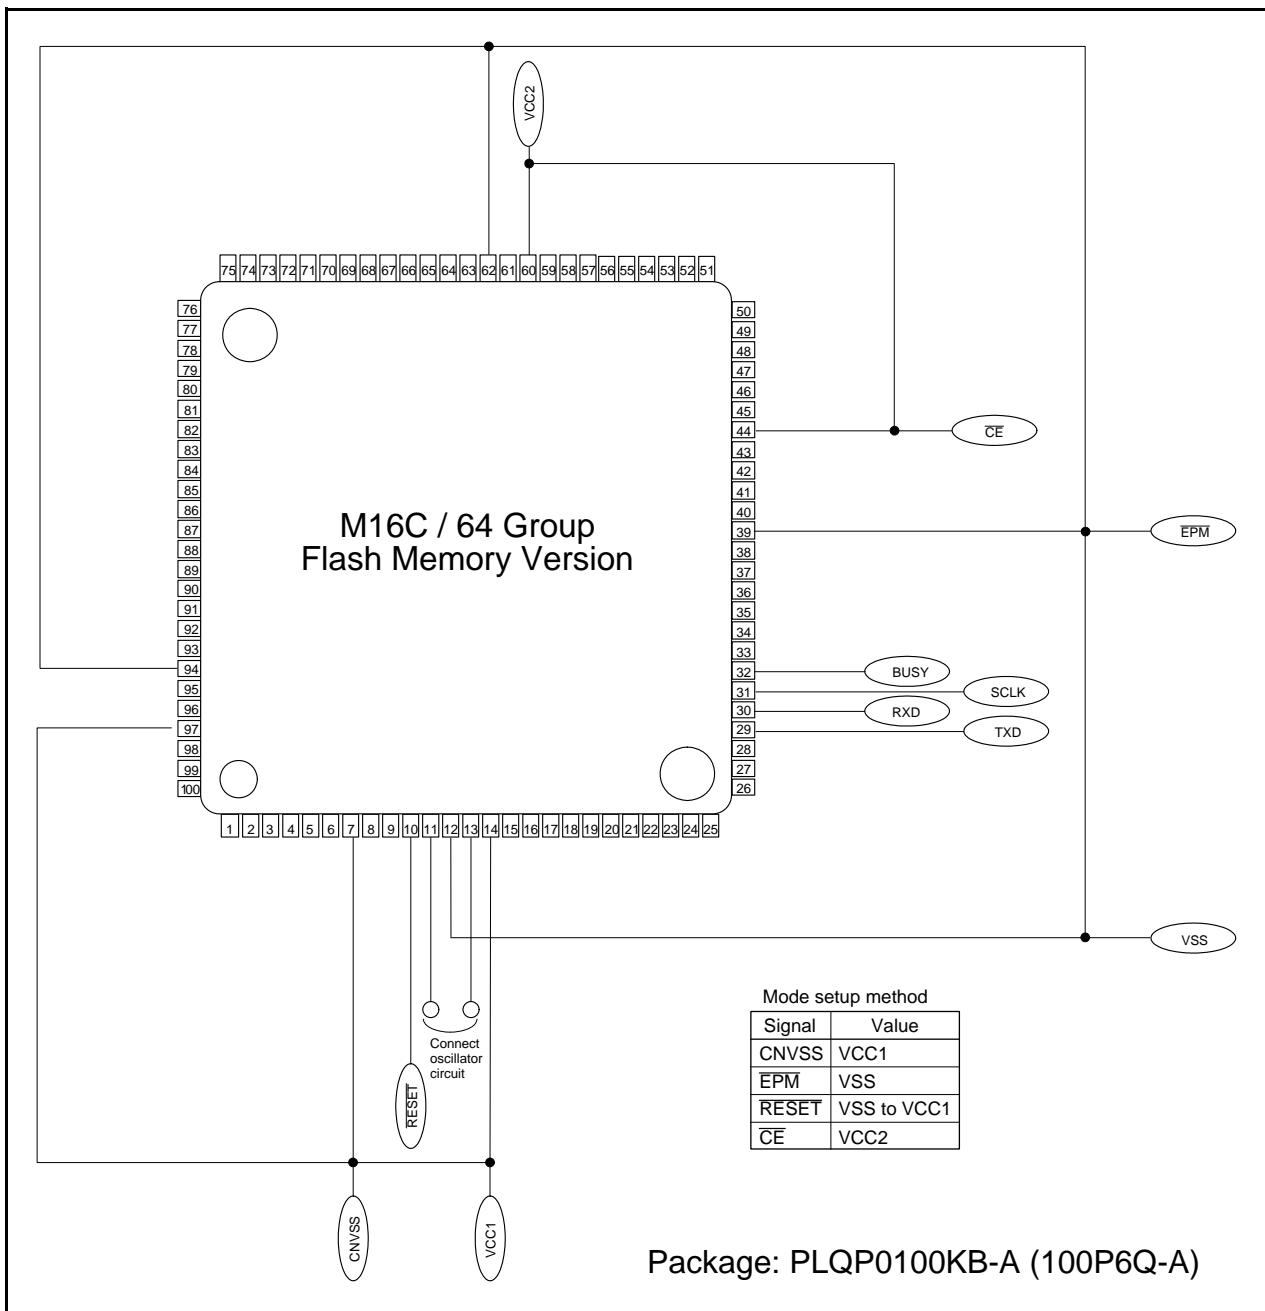 VCC2
75 74 73 72 71 70 69 68 67 66 65 64 63 62 61 60 59 58 57 56 55 54 53 52 51
76
77
78
79
80
81
82
83
84
85
86
87
88
89
90
91
92
93
94
95
96
97
98
99
100
M16C / 64 Group
Flash Memory Version
50
49
48
47
46
45
44
43
42
41
40
39
38
37
36
35
34
33
32
31
30
29
28
27
26
CE
EPM
BUSY
SCLK
RXD
TXD
1 2 3 4 5 6 7 8 9 10 11 12 13 14 15 16 17 18 19 20 21 22 23 24 25
VSS
Connect
oscillator
circuit
RESET
CNVSS
VCC1
Mode setup method
Signal Value
CNVSS VCC1
EPM VSS
RESET VSS to VCC1
CE VCC2
Package: PLQP0100KB-A (100P6Q-A)